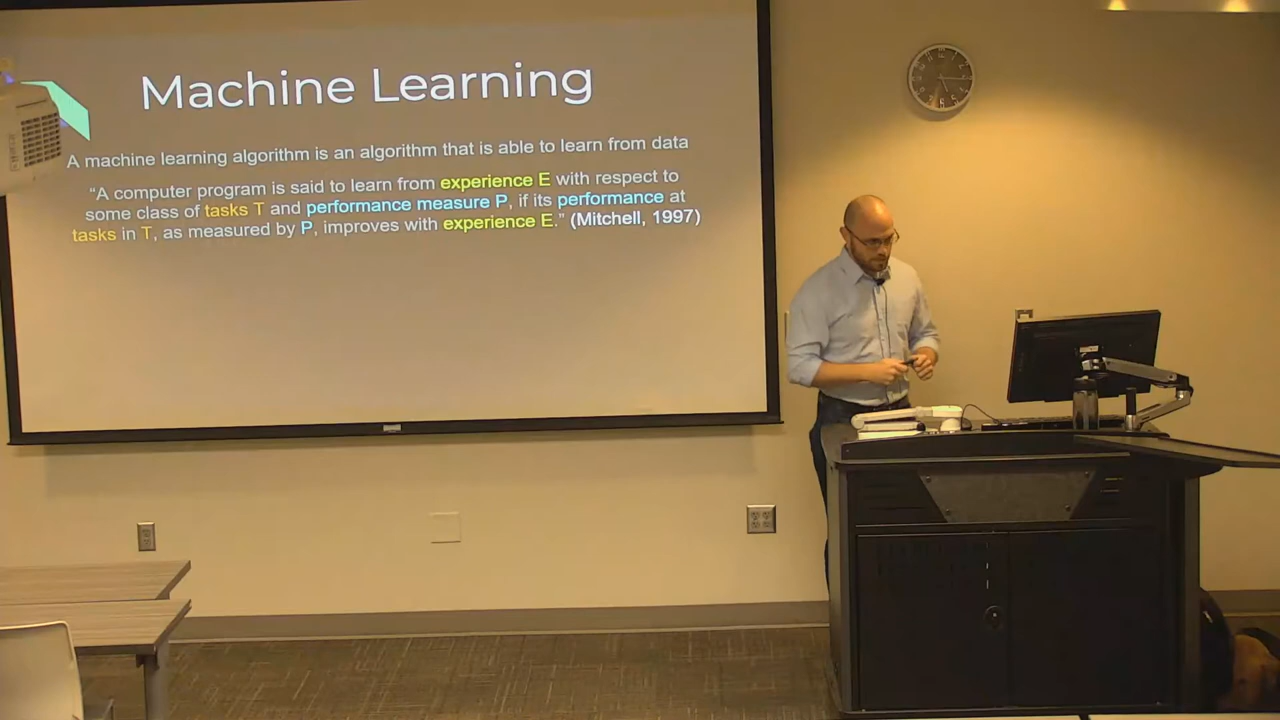 Machine Learning
A machine learning algorithm is an algorithm that is able to learn from data
“A computer program is said to learn from experience E with respect to
some class of tasks T and performance measure P, if its performance at
tasks in T, as measured by P, improves with experience E.” (Mitchell, 1997)